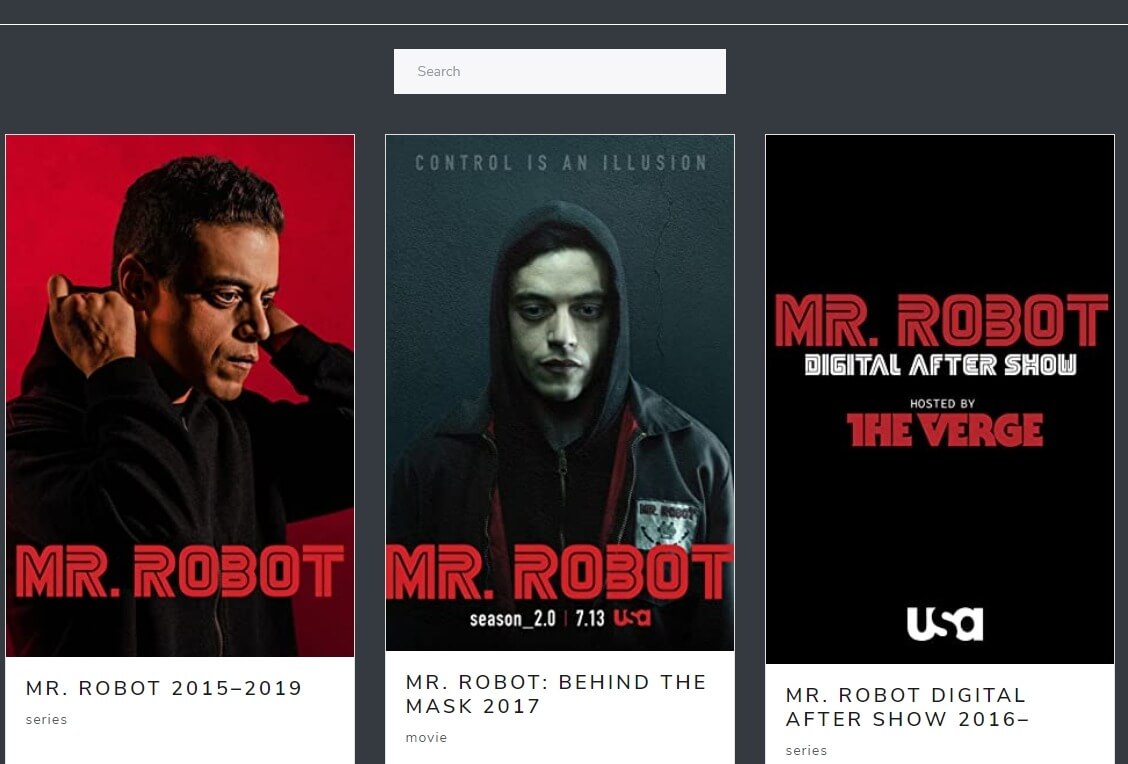 Search
MR. ROBOT
MR. ROBOT 2015–2019
series
CONTROL IS AN ILLUSION
MR. ROBOT
MR. ROBOT
season_2.0 | 7.13 usa
MR. ROBOT: BEHIND THE
MASK 2017
movie
MR. ROBOT
DIGITAL AFTER SHOW
HOSTED BY
THE VERGE
usa
MR. ROBOT DIGITAL
AFTER SHOW 2016–
series